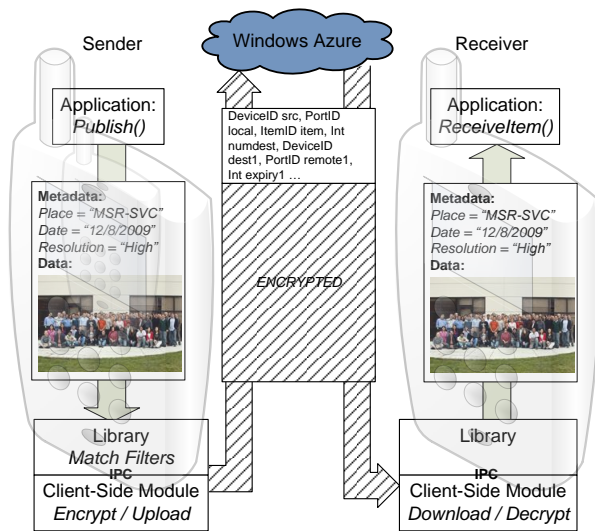 Sender
Windows Azure
Receiver
Application:
Publish()
DeviceID src, PortID
local, ItemID item, Int
numdest, DeviceID
dest1, PortID remote1,
Int expiry1 …
Application:
ReceiveItem()
Metadata:
Place = “MSR-SVC”
Date = “12/8/2009”
Resolution = “High”
Data:
ENCRYPTED
Metadata:
Place = “MSR-SVC”
Date = “12/8/2009”
Resolution = “High”
Data:
Library
Match Filters
IPC
Client-Side Module
Encrypt / Upload
Library
IPC
Client-Side Module
Download / Decrypt